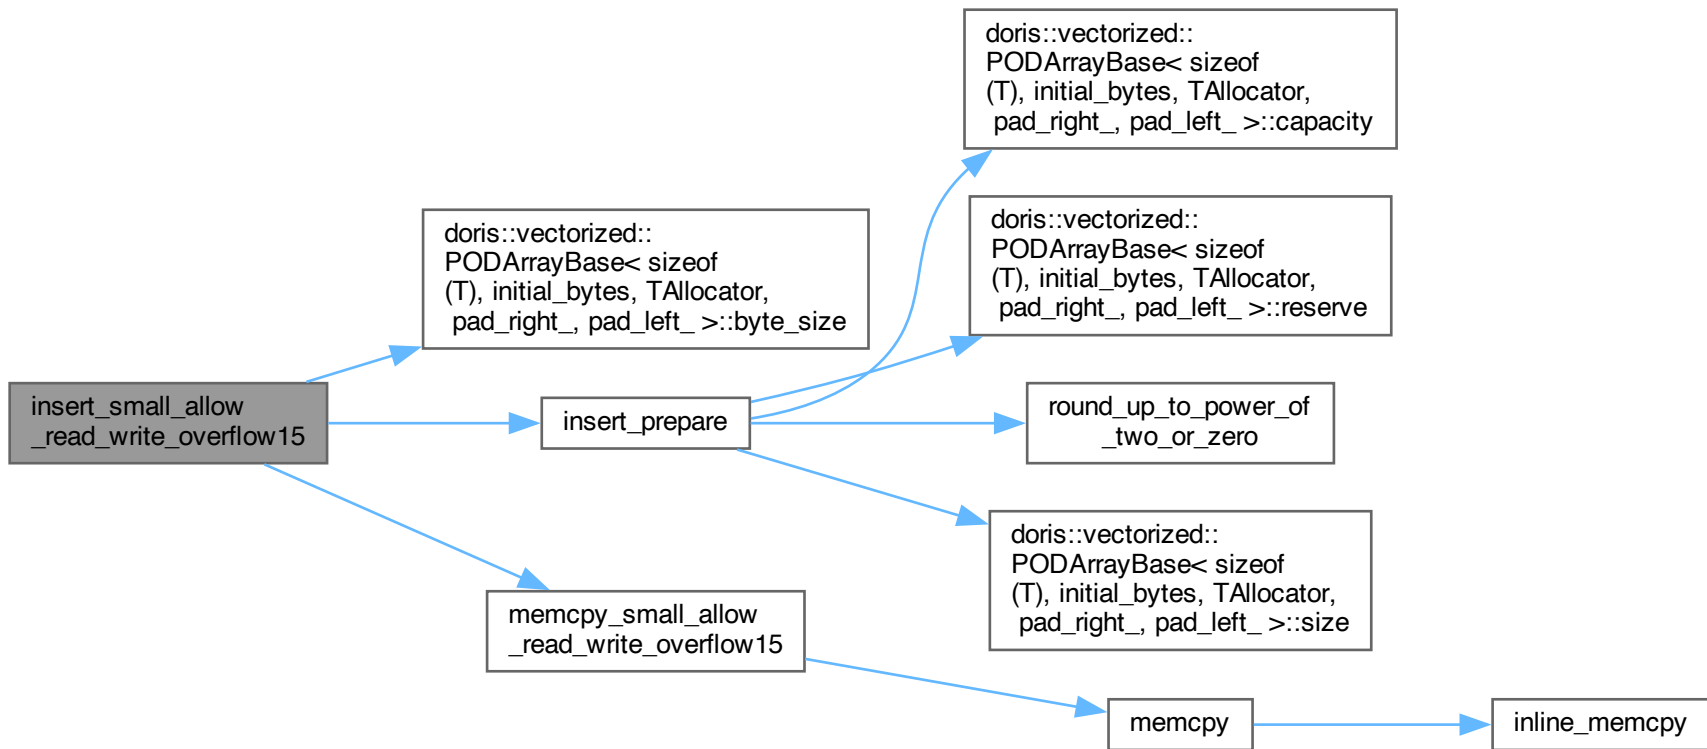 doris::vectorized::
PODArrayBase< sizeof
(T), initial_bytes, TAllocator,
pad_right_, pad_left_ >::capacity
doris::vectorized::
PODArrayBase< sizeof
(T), initial_bytes, TAllocator,
pad_right_, pad_left_ >::reserve
doris::vectorized::
PODArrayBase< sizeof
(T), initial_bytes, TAllocator,
pad_right_, pad_left_ >::byte_size
insert_small_allow
_read_write_overflow15
insert_prepare
round_up_to_power_of
_two_or_zero
doris::vectorized::
PODArrayBase< sizeof
(T), initial_bytes, TAllocator,
pad_right_, pad_left_ >::size
memcpy_small_allow
_read_write_overflow15
memcpy
inline_memcpy